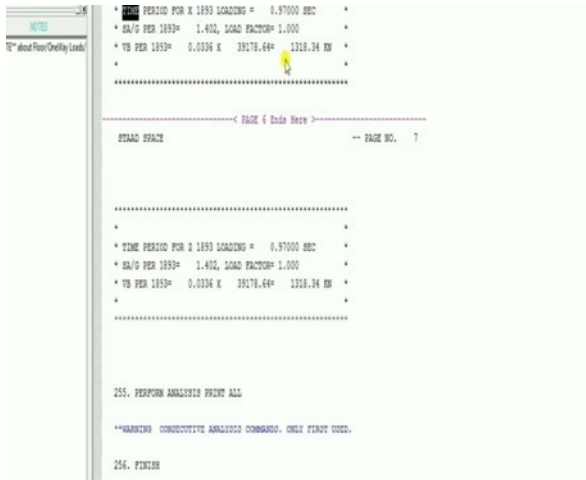 NOTES
TE" about Floor/OneWay Loads/
* TIME PERIOD FOR X 1893 LOADING = 0.97000 SEC *
* SA/G PER 1893= 1.402, LOAD FACTOR= 1.000 *
* VB PER 1893= 0.0336 X 39178.64= 1318.34 KN *
* *
****************************************************
< PAGE 6 Ends Here >
STAAD SPACE -- PAGE NO. 7
****************************************************
* *
* TIME PERIOD FOR Z 1893 LOADING = 0.97000 SEC *
* SA/G PER 1893= 1.402, LOAD FACTOR= 1.000 *
* VB PER 1893= 0.0336 X 39178.64= 1318.34 KN *
* *
****************************************************
255. PERFORM ANALYSIS PRINT ALL
**WARNING CONSECUTIVE ANALYSIS COMMANDS. ONLY FIRST USED.
256. FINISH